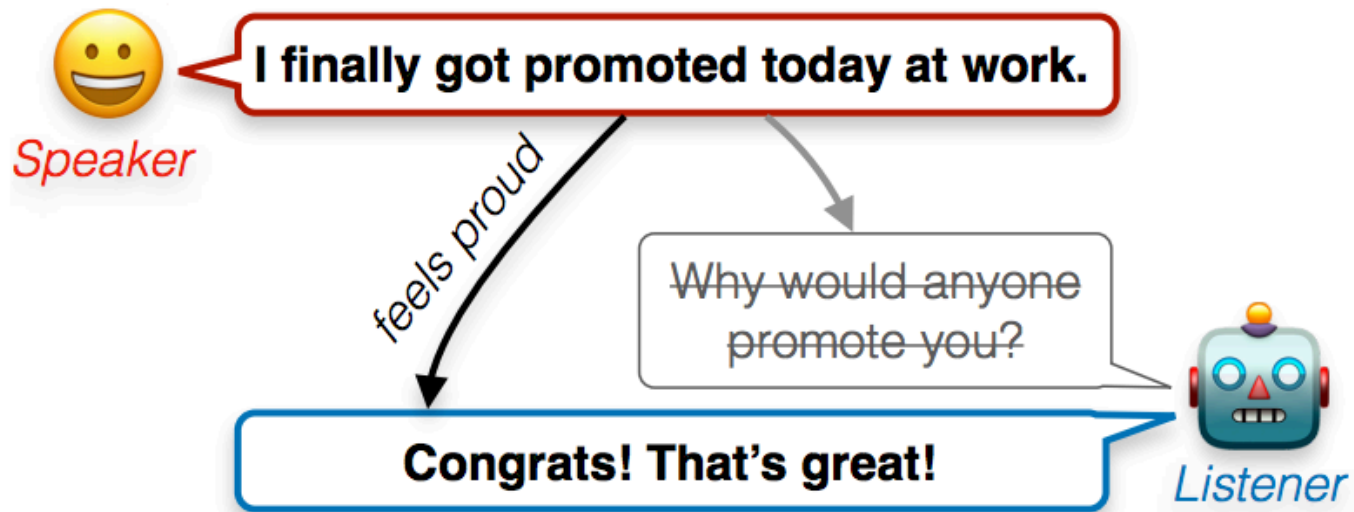 I finally got promoted today at work.
Speaker
feels proud
Why would anyone
promote you?
Congrats! That's great!
Listener